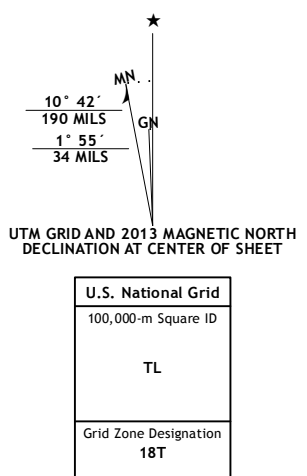 MN
10° 42´
190 MILS
GN
1° 55´
34 MILS
UTM GRID AND 2013 MAGNETIC NORTH
DECLINATION AT CENTER OF SHEET
U.S. National Grid
100,000-m Square ID
TL
Grid Zone Designation
18T